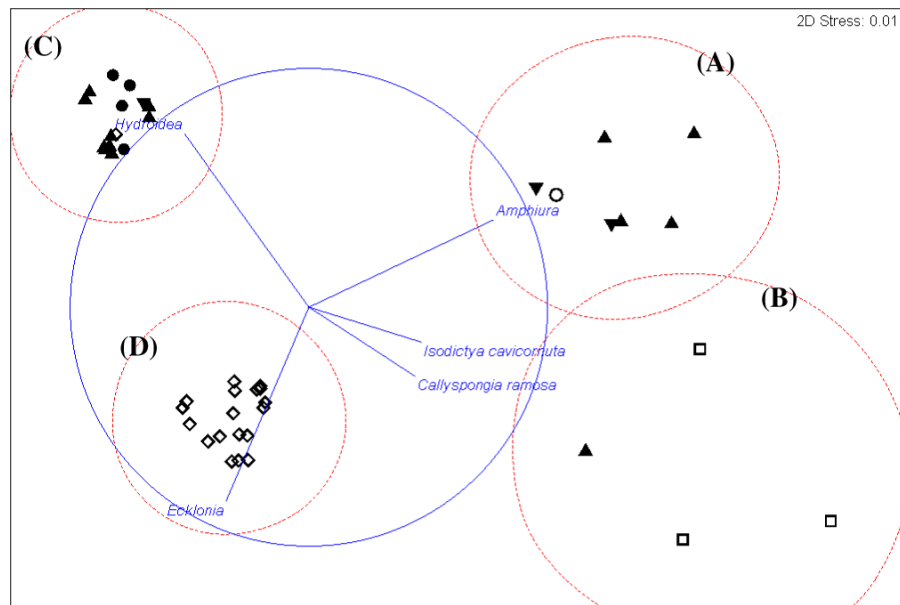 2D Stress: 0.01
(C)
(A)
Hydroidea
Amphiura
(B)
(D)
Isodictya cavicornuta
Callyspongia ramosa
Ecklonia